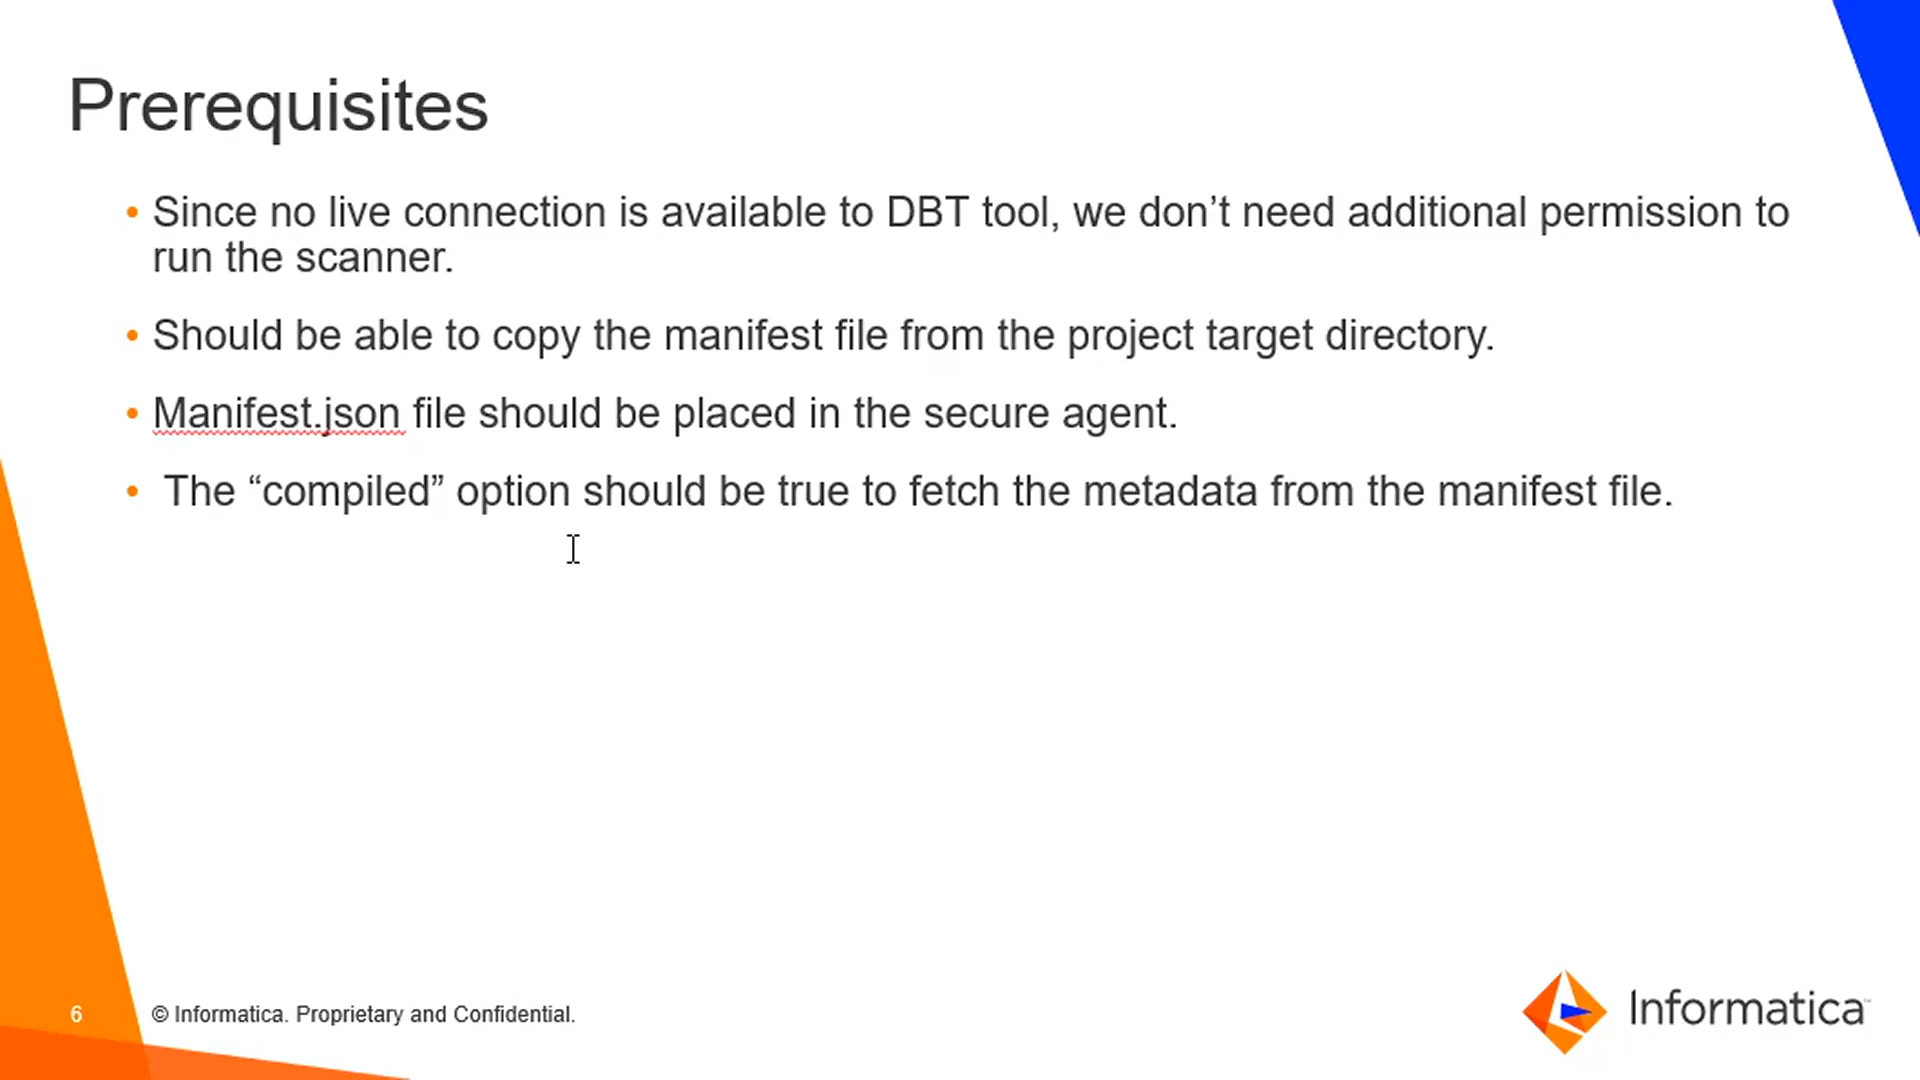 Prerequisites
• Since no live connection is available to DBT tool, we don’t need additional permission to
run the scanner.
• Should be able to copy the manifest file from the project target directory.
• Manifest.json file should be placed in the secure agent.
• The “compiled” option should be true to fetch the metadata from the manifest file.
6
© Informatica. Proprietary and Confidential.
Informatica™